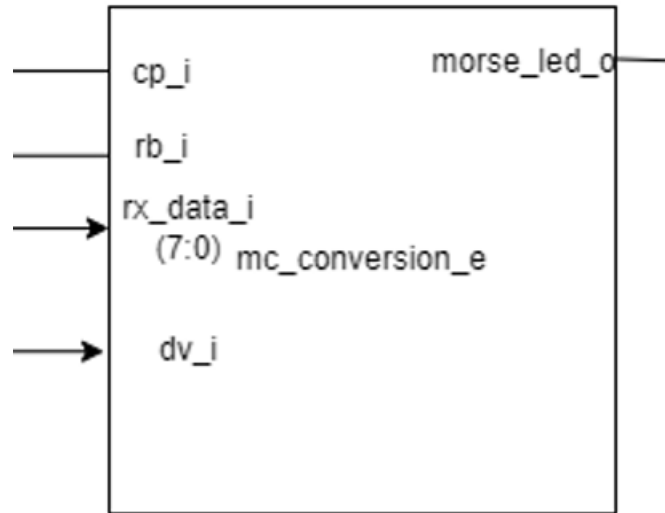 cp_i
morse_led_o
rb_i
rx_data_i
(7:0)
mc_conversion_e
dv_i